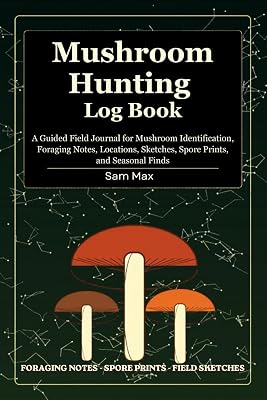 Mushroom
Hunting
Log Book
A Guided Field Journal for Mushroom Identification,
Foraging Notes, Locations, Sketches, Spore Prints,
and Seasonal Finds
Sam Max
FORAGING NOTES - SPORE PRINTS - FIELD SKETCHES